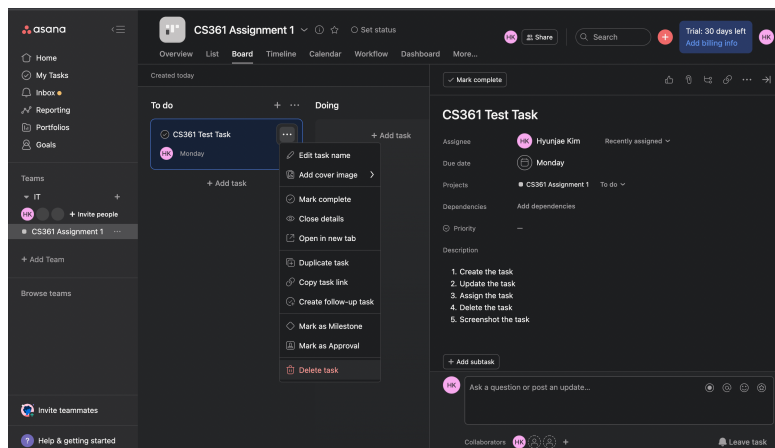 asana
Home
My Tasks
Inbox
Reporting
Portfolios
Goals
Teams
IT +
HK + Invite people
CS361 Assignment 1 ...
+ Add Team
Browse teams
Invite teammates
? Help & getting started
CS361 Assignment 1 Set status
Overview List Board Timeline Calendar Workflow Dashboard More...
HK Share Search + Trial: 30 days left HK
Add billing info
Created today
To do + ... Doing
CS361 Test Task ...
HK Monday
+ Add task
+ Add task
Edit task name
Add cover image
Mark complete
Close details
Open in new tab
Duplicate task
Copy task link
Create follow-up task
Mark as Milestone
Mark as Approval
Delete task
Mark complete ...
CS361 Test Task
Assignee HK Hyunjae Kim Recently assigned
Due date Monday
Projects CS361 Assignment 1 To do
Dependencies Add dependencies
Priority —
Description
1. Create the task
2. Update the task
3. Assign the task
4. Delete the task
5. Screenshot the task
+ Add subtask
HK Ask a question or post an update...
Collaborators HK + Leave task